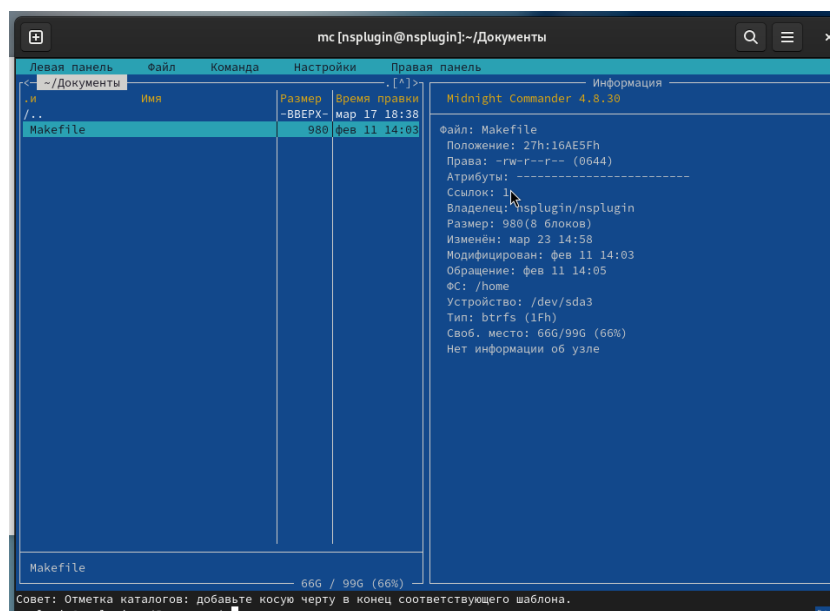 mc [nsplugin@nsplugin]:~/Документы
Левая панель Файл Команда Настройки Правая панель
<— ~/Документы .[^]>
.и Имя Размер Время правки
/.. -ВВЕРХ- мар 17 18:38
Makefile 980 фев 11 14:03
Makefile
66G / 99G (66%)
Информация
Midnight Commander 4.8.30
Файл: Makefile
Положение: 27h:16AE5Fh
Права: -rw-r--r-- (0644)
Атрибуты: -------------------------
Ссылок: 1
Владелец: nsplugin/nsplugin
Размер: 980(8 блоков)
Изменён: мар 23 14:58
Модифицирован: фев 11 14:03
Обращение: фев 11 14:05
ФС: /home
Устройство: /dev/sda3
Тип: btrfs (1Fh)
Своб. место: 66G/99G (66%)
Нет информации об узле
Совет: Отметка каталогов: добавьте косую черту в конец соответствующего шаблона.